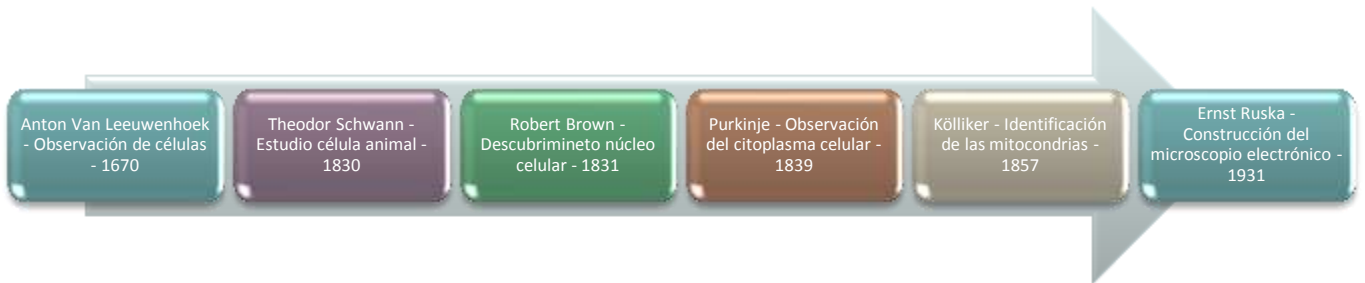 Anton Van Leeuwenhoek
- Observación de células
- 1670
Theodor Schwann -
Estudio célula animal -
1830
Robert Brown -
Descubrimineto núcleo
celular - 1831
Purkinje - Observación
del citoplasma celular -
1839
Kölliker - Identificación
de las mitocondrias -
1857
Ernst Ruska -
Construcción del
microscopio electrónico -
1931